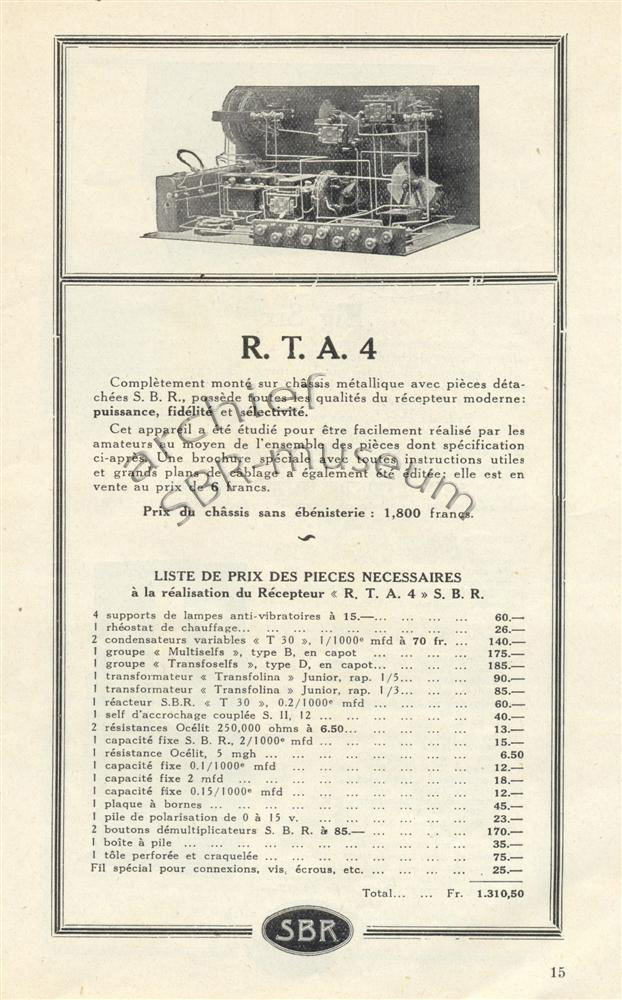 R. T. A. 4
Complètement monté sur châssis métallique avec pièces déta-
chées S. B. R., possède toutes les qualités du récepteur moderne:
puissance, fidélité et sélectivité.
Cet appareil a été étudié pour être facilement réalisé par les
amateurs au moyen de l'ensemble des pièces dont spécification
ci-après. Une brochure spéciale avec toutes instructions utiles
et grands plans de câblage a également été éditée; elle est en
vente au prix de 6 francs.
Prix du châssis sans ébénisterie : 1,800 francs.
archief
SBR-museum
LISTE DE PRIX DES PIECES NECESSAIRES
à la réalisation du Récepteur « R. T. A. 4 » S. B. R.
4 supports de lampes anti-vibratoires à 15.—... ... ... ... 60.—
1 rhéostat de chauffage... ... ... ... ... ... ... ... ... 26.—
2 condensateurs variables « T 30 », 1/1000e mfd à 70 fr. ... ... 140.—
1 groupe « Multiselfs », type B, en capot ... ... ... ... ... 175.—
1 groupe « Transfoselfs », type D, en capot... ... ... ... ... 185.—
1 transformateur « Transfolina » Junior, rap. 1/5... ... ... ... 90.—
1 transformateur « Transfolina » Junior, rap. 1/3... ... ... ... 85.—
1 réacteur S.B.R. « T 30 », 0.2/1000e mfd ... ... ... ... ... 60.—
1 self d'accrochage couplée S. II, 12 ... ... ... ... ... ... 40.—
2 résistances Océlit 250,000 ohms à 6.50... ... ... ... ... 13.—
1 capacité fixe S. B. R., 2/1000e mfd ... ... ... ... ... ... 15.—
1 résistance Océlit, 5 mgh ... ... ... ... ... ... ... ... 6.50
1 capacité fixe 0.1/1000e mfd ... ... ... ... ... ... ... 12.—
1 capacité fixe 2 mfd ... ... ... ... ... ... ... ... ... 18.—
1 capacité fixe 0.15/1000e mfd ... ... ... ... ... ... ... 12.—
1 plaque à bornes ... ... ... ... ... ... ... ... ... ... 45.—
1 pile de polarisation de 0 à 15 v. ... ... ... ... ... ... 23.—
2 boutons démultiplicateurs S. B. R. à 85.— ... ... ... ... 170.—
1 boîte à pile ... ... ... ... ... ... ... ... ... ... ... 35.—
1 tôle perforée et craquelée ... ... ... ... ... ... ... ... 75.—
Fil spécial pour connexions, vis, écrous, etc. ... ... ... ... ... 25.—
Total... ... Fr. 1.310,50
SBR
15